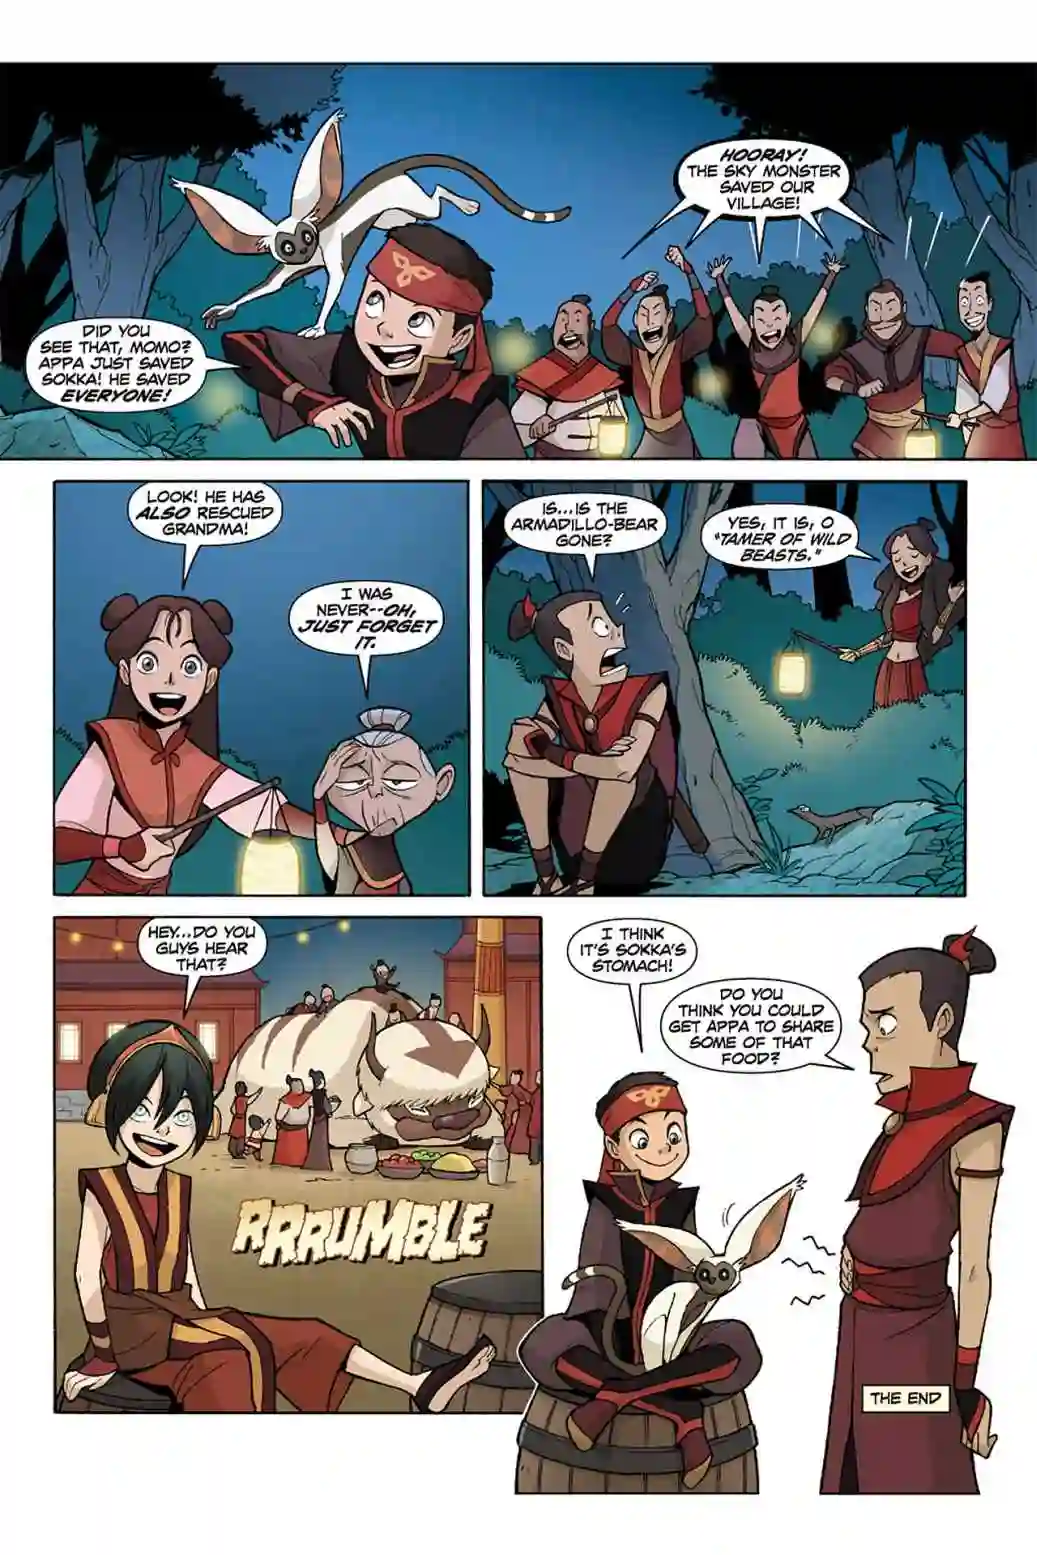 HOORAY!
THE SKY MONSTER
SAVED OUR
VILLAGE!
DID YOU
SEE THAT, MOMO?
APPA JUST SAVED
SOKKA! HE SAVED
EVERYONE!
LOOK! HE HAS
ALSO RESCUED
GRANDMA!
I WAS
NEVER--OH,
JUST FORGET
IT.
IS...IS THE
ARMADILLO-BEAR
GONE?
YES, IT IS, O
"TAMER OF WILD
BEASTS."
HEY...DO YOU
GUYS HEAR
THAT?
RRRUMBLE
I THINK
IT'S SOKKA'S
STOMACH!
DO YOU
THINK YOU COULD
GET APPA TO SHARE
SOME OF THAT
FOOD?
THE END